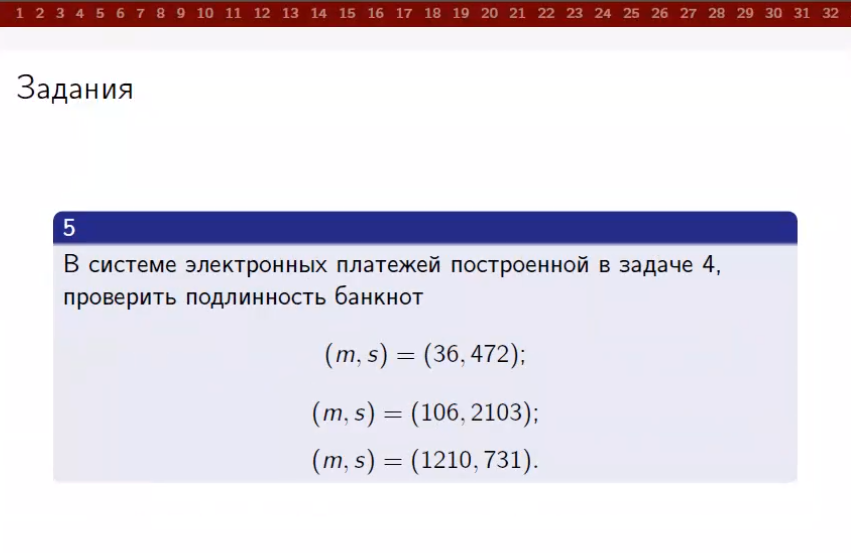 1 2 3 4 5 6 7 8 9 10 11 12 13 14 15 16 17 18 19 20 21 22 23 24 25 26 27 28 29 30 31 32
Задания
5
В системе электронных платежей построенной в задаче 4,
проверить подлинность банкнот
(m, s) = (36, 472);
(m, s) = (106, 2103);
(m, s) = (1210, 731).